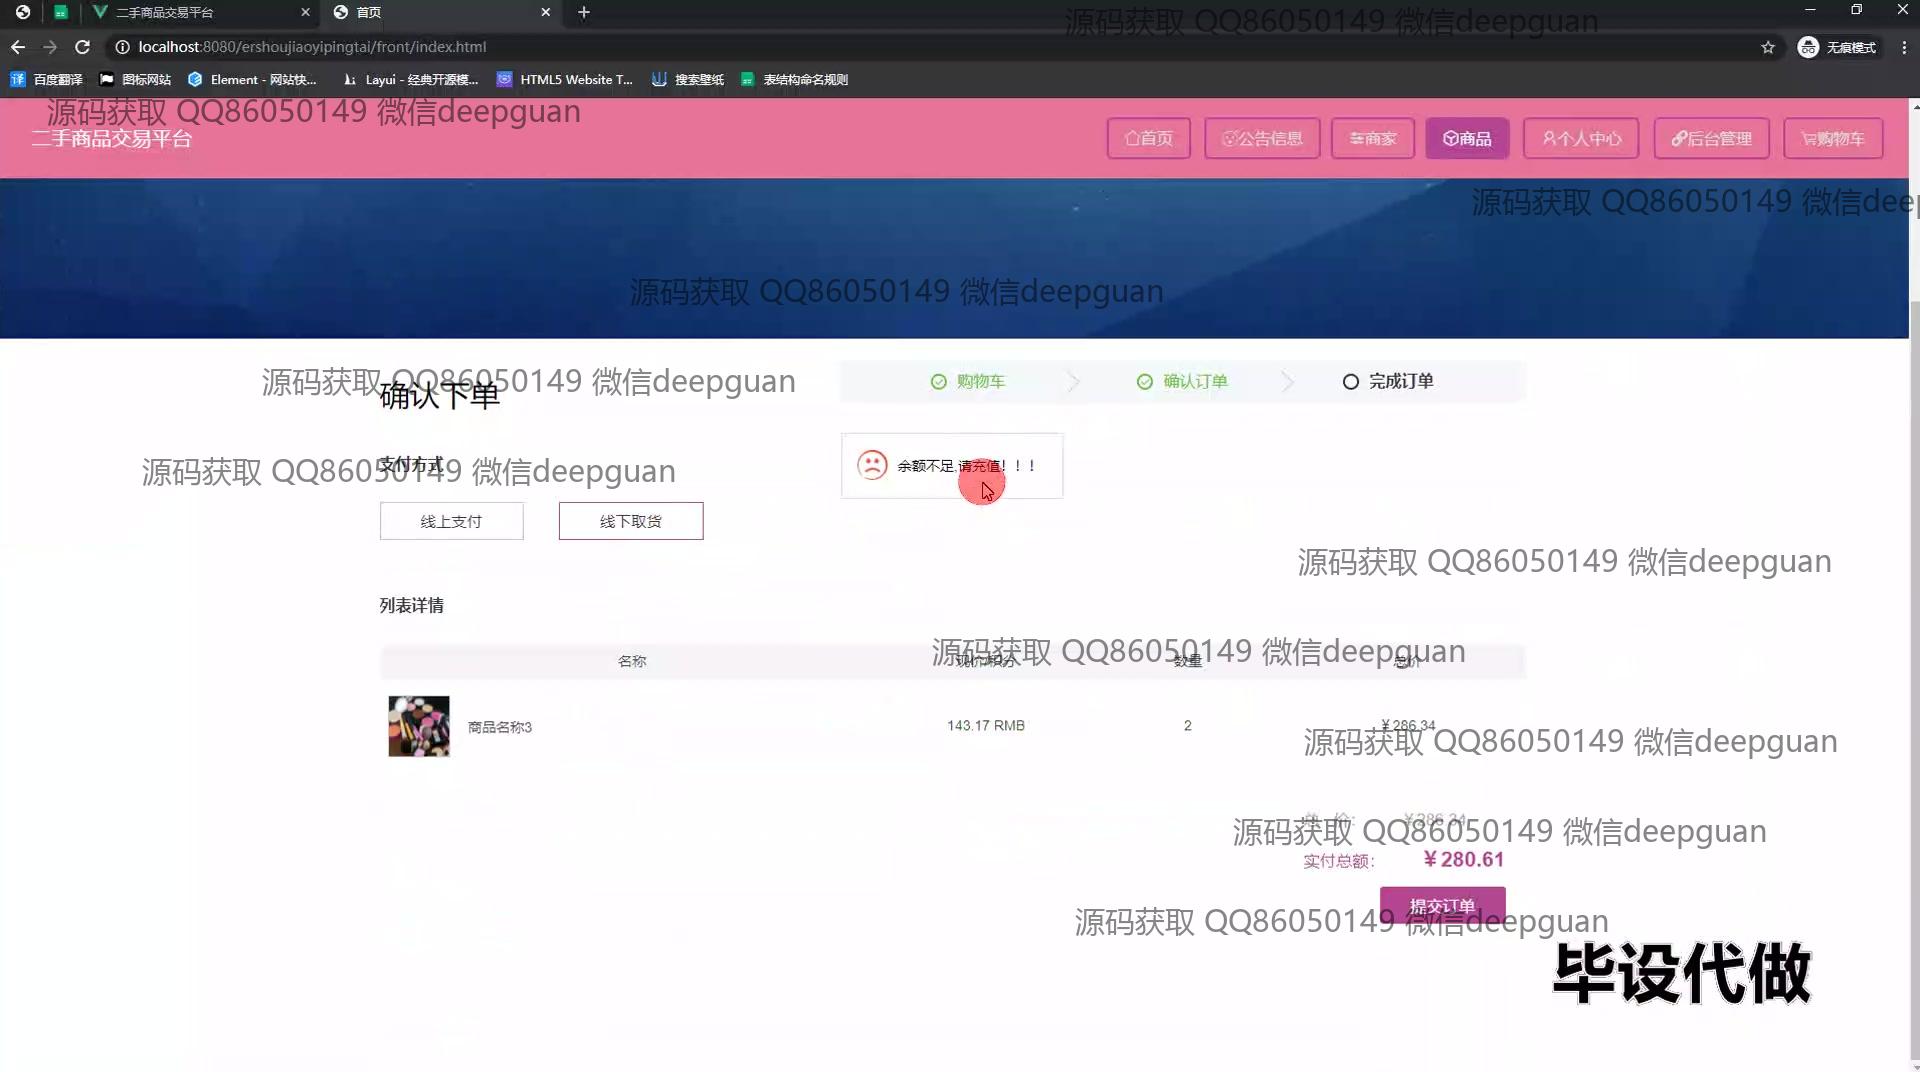 二手商品交易平台
首页
源码获取 QQ86050149 微信deepguan
localhost:8080/ershoujiaoyipingtai/front/index.html
无痕模式
百度翻译
图标网站
Element - 网站快...
Layui - 经典开源模...
HTML5 Website T...
搜索壁纸
表结构命名规则
源码获取 QQ86050149 微信deepguan
二手商品交易平台
首页
公告信息
商家
商品
个人中心
后台管理
购物车
源码获取 QQ86050149 微信deep
源码获取 QQ86050149 微信deepguan
源码获取 QQ86050149 微信deepguan
确认下单
购物车
确认订单
完成订单
源码获取 QQ86050149 微信deepguan
支付方式
余额不足,请充值！！！
线上支付
线下取货
源码获取 QQ86050149 微信deepguan
列表详情
源码获取 QQ86050149 微信deepguan
名称
数量
总价
商品名称3
143.17 RMB
2
￥286.34
源码获取 QQ86050149 微信deepguan
总 价:
￥286.34
源码获取 QQ86050149 微信deepguan
实付总额:
￥280.61
提交订单
源码获取 QQ86050149 微信deepguan
毕设代做